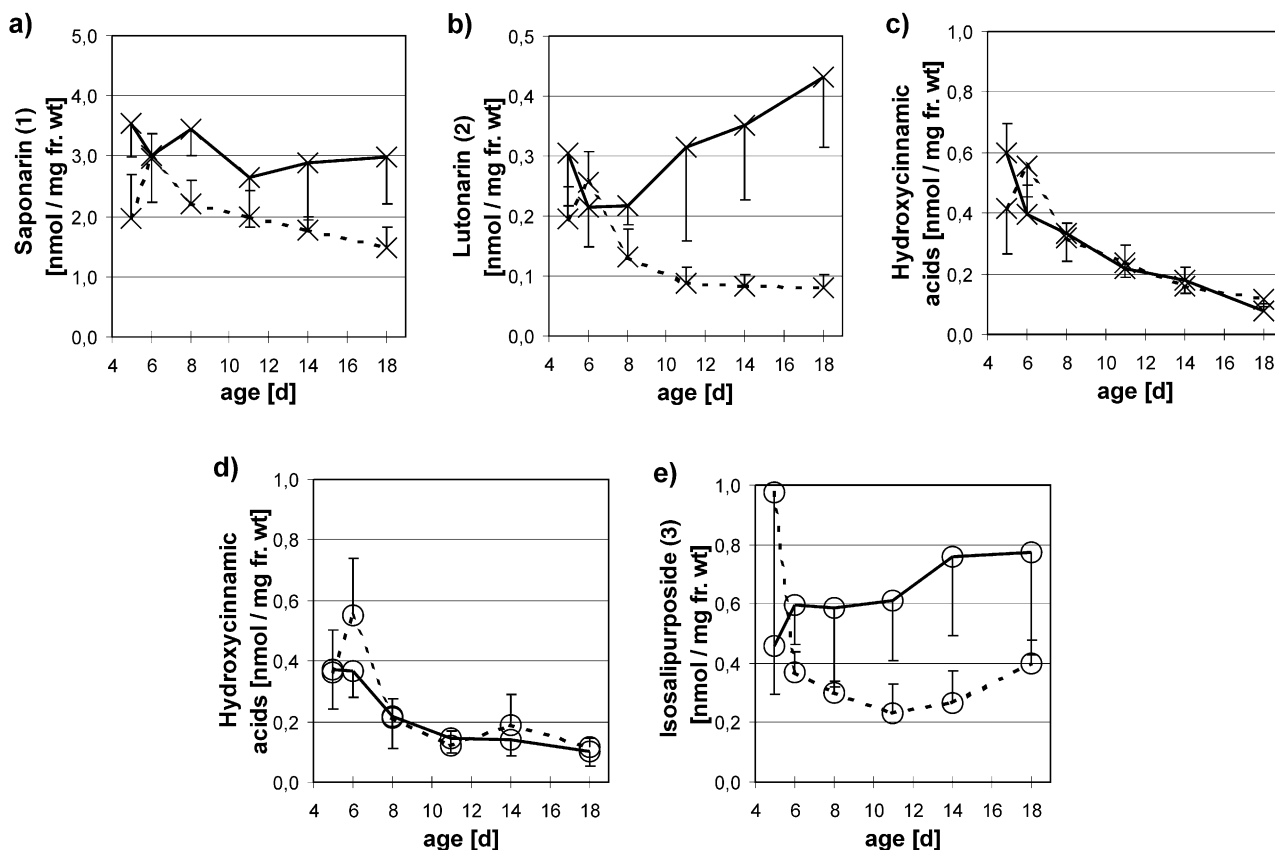 a)
Saponarin (1)
[nmol / mg fr. wt]
5,0
4,0
3,0
2,0
1,0
0,0
4 6 8 10 12 14 16 18
age [d]
b)
Lutonarin (2)
[nmol / mg fr. wt]
0,5
0,4
0,3
0,2
0,1
0,0
4 6 8 10 12 14 16 18
age [d]
c)
Hydroxycinnamic
acids [nmol / mg fr. wt]
1,0
0,8
0,6
0,4
0,2
0,0
4 6 8 10 12 14 16 18
age [d]
d)
Hydroxycinnamic
acids [nmol / mg fr. wt]
1,0
0,8
0,6
0,4
0,2
0,0
4 6 8 10 12 14 16 18
age [d]
e)
Isosalipurposide (3)
[nmol / mg fr. wt]
1,0
0,8
0,6
0,4
0,2
0,0
4 6 8 10 12 14 16 18
age [d]